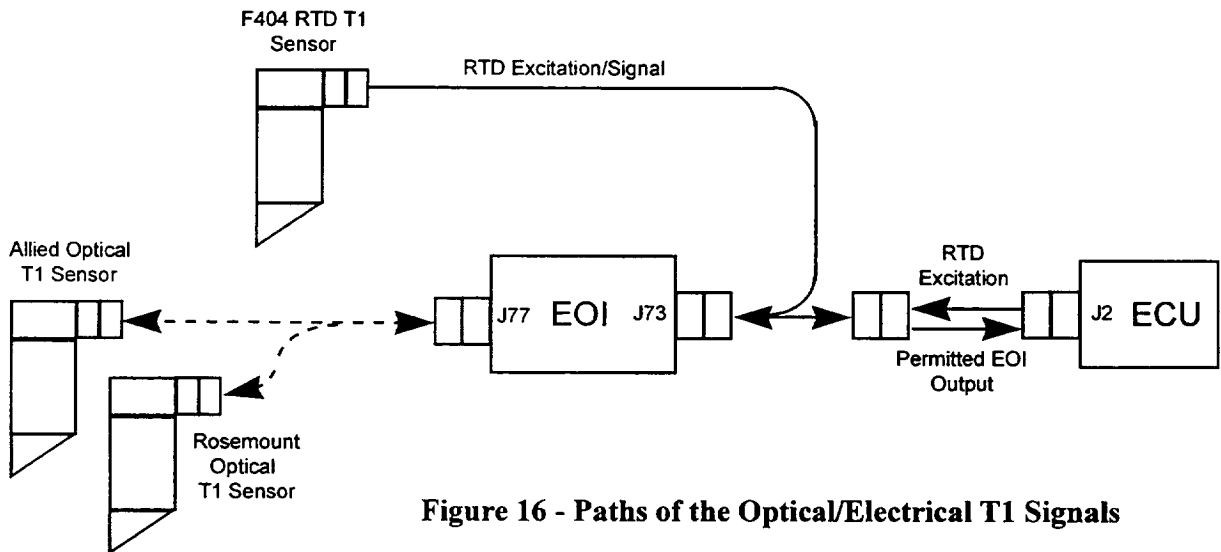 F404 RTD T1
Sensor
RTD Excitation/Signal
Allied Optical
T1 Sensor
J77
EOI
J73
RTD
Excitation
J2
ECU
Permitted EOI
Output
Rosemount
Optical
T1 Sensor
Figure 16 - Paths of the Optical/Electrical T1 Signals